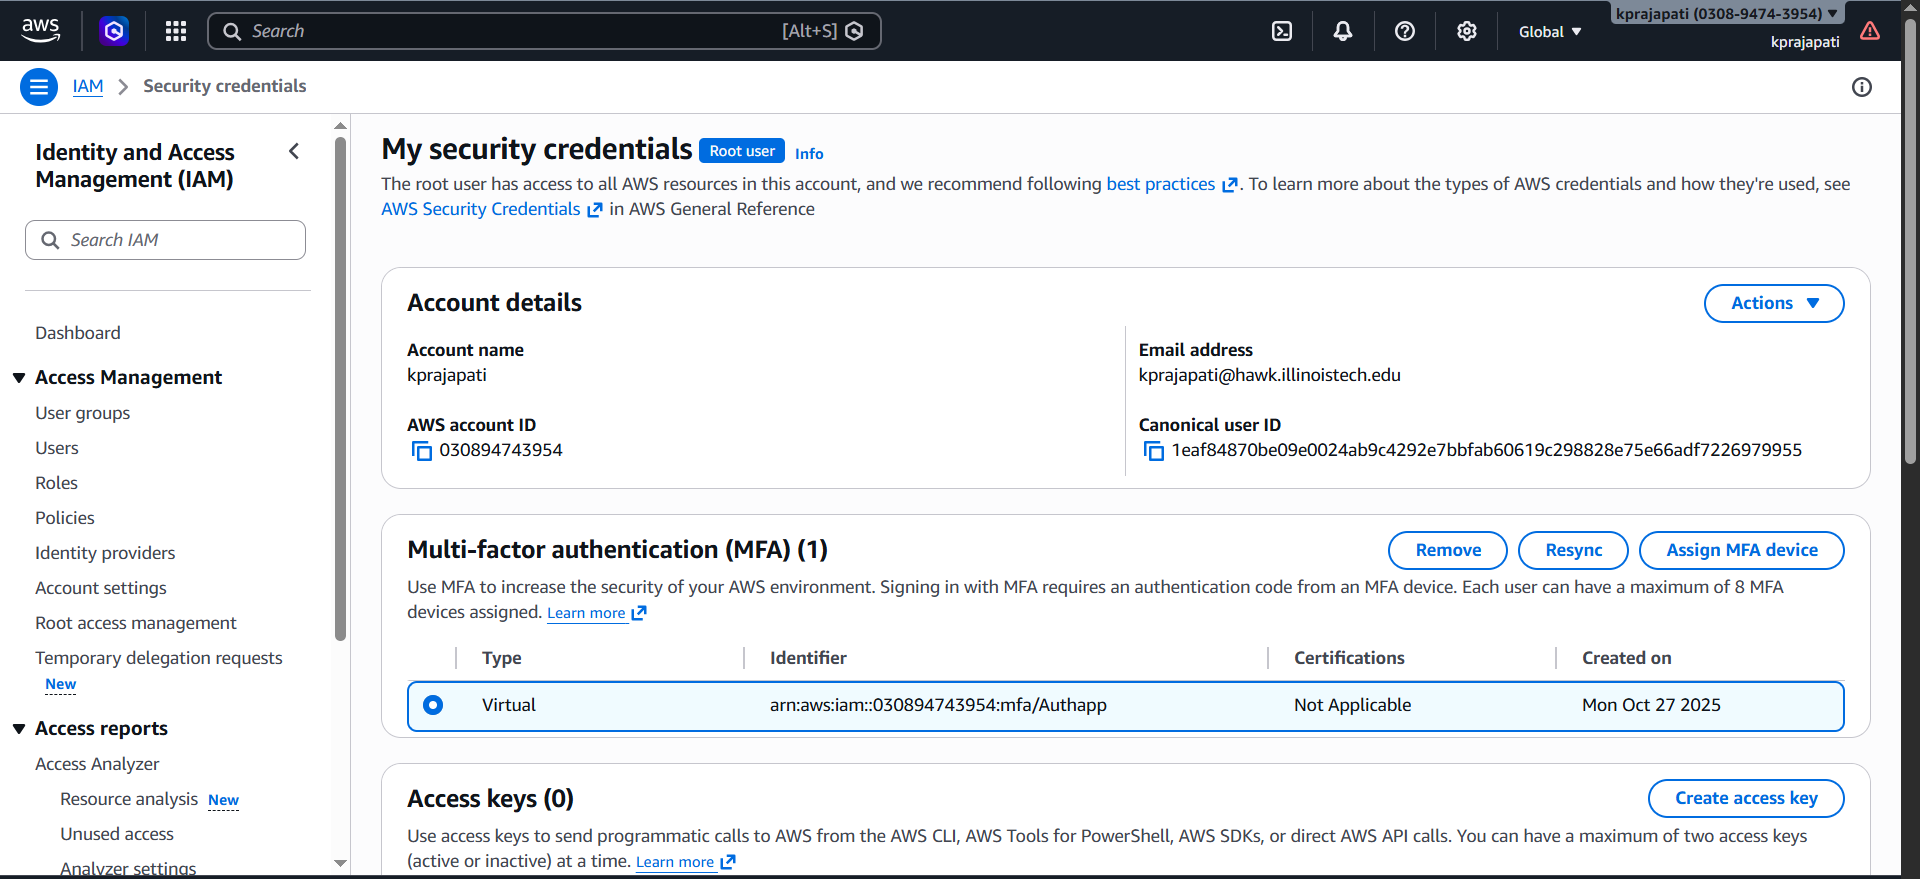 aws
Search
[Alt+S]
Global
kprajapati (0308-9474-3954)
kprajapati
IAM
Security credentials
Identity and Access
Management (IAM)
Search IAM
Dashboard
Access Management
User groups
Users
Roles
Policies
Identity providers
Account settings
Root access management
Temporary delegation requests
New
Access reports
Access Analyzer
Resource analysis New
Unused access
Analyzer settings
My security credentials Root user Info
The root user has access to all AWS resources in this account, and we recommend following best practices. To learn more about the types of AWS credentials and how they're used, see
AWS Security Credentials in AWS General Reference
Account details
Actions
Account name
kprajapati
Email address
kprajapati@hawk.illinoistech.edu
AWS account ID
030894743954
Canonical user ID
1eaf84870be09e0024ab9c4292e7bbfab60619c298828e75e66adf7226979955
Multi-factor authentication (MFA) (1)
Remove
Resync
Assign MFA device
Use MFA to increase the security of your AWS environment. Signing in with MFA requires an authentication code from an MFA device. Each user can have a maximum of 8 MFA
devices assigned. Learn more
Type Identifier Certifications Created on
Virtual arn:aws:iam::030894743954:mfa/Authapp Not Applicable Mon Oct 27 2025
Access keys (0)
Create access key
Use access keys to send programmatic calls to AWS from the AWS CLI, AWS Tools for PowerShell, AWS SDKs, or direct AWS API calls. You can have a maximum of two access keys
(active or inactive) at a time. Learn more